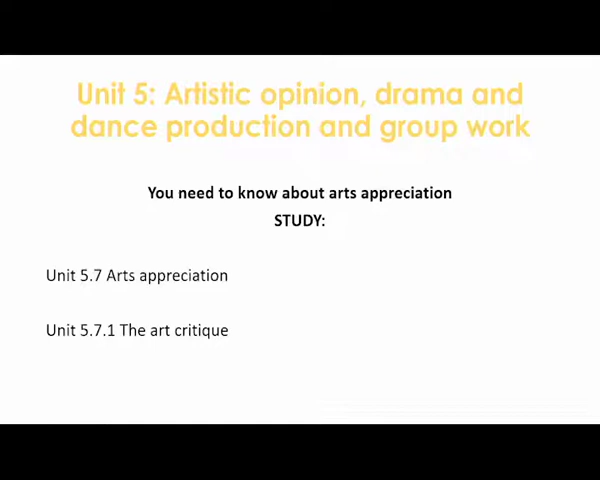 Unit 5: Artistic opinion, drama and
dance production and group work
You need to know about arts appreciation
STUDY:
Unit 5.7 Arts appreciation
Unit 5.7.1 The art critique